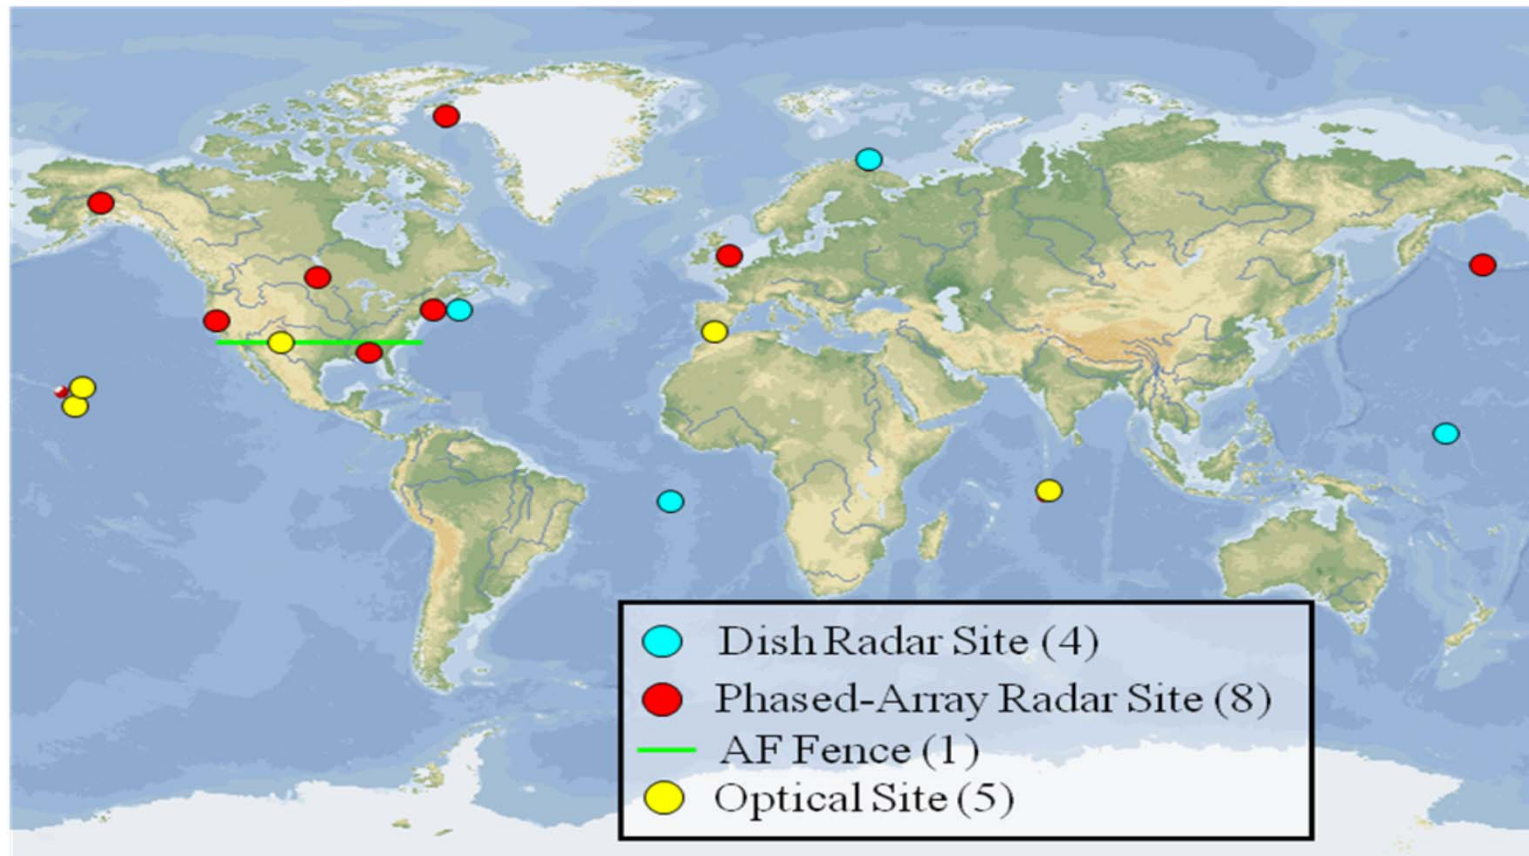 Dish Radar Site (4)
Phased-Array Radar Site (8)
AF Fence (1)
Optical Site (5)